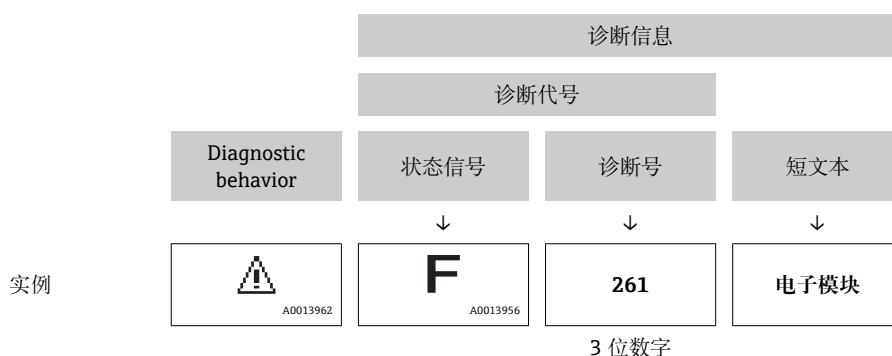 诊断信息
诊断代号
Diagnostic
behavior
状态信号
诊断号
短文本
实例
A0013962
F
A0013956
261
电子模块
3 位数字